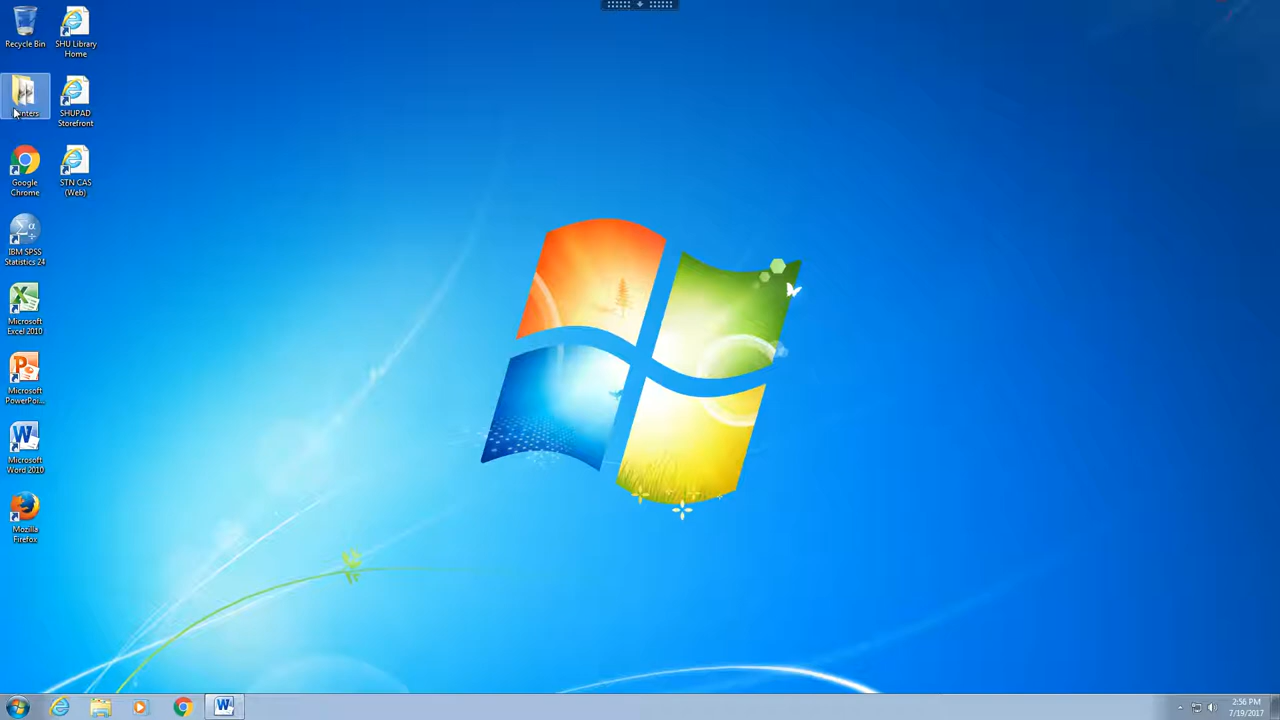 Recycle Bin
SHU Library
Home
SHUPAD
Storefront
Google
Chrome
STN CAS
(Web)
IBM SPSS
Statistics 24
Microsoft
Excel 2010
Microsoft
PowerPoi...
Microsoft
Word 2010
Mozilla
Firefox
2:56 PM
7/19/2017